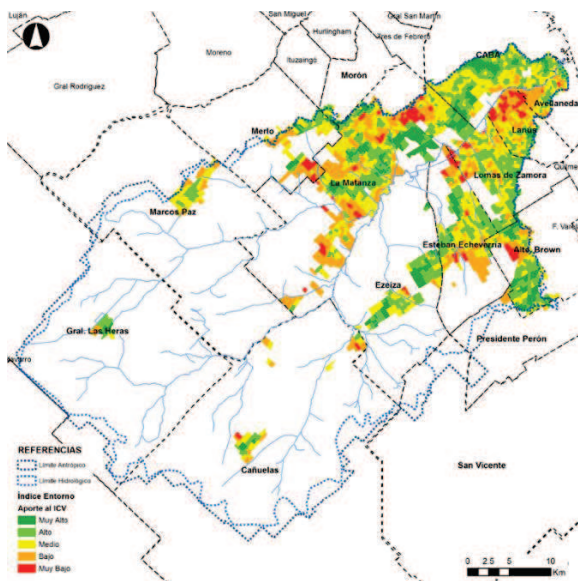 Luján
San Miguel
Gral San Martín
Hurlingham
Tres de Febrero
Moreno
Ituzaingó
CABA
Gral Rodriguez
Morón
Avellaneda
Merlo
Lanús
La Matanza
Lomas de Zamora
Marcos Paz
Esteban Echeverría
Alte. Brown
Ezeiza
Gral. Las Heras
Presidente Perón
Cañuelas
San Vicente
REFERENCIAS
Límite Antrópico
Límite Hidrológico
Índice Entorno
Aporte al ICV
Muy Alto
Alto
Medio
Bajo
Muy Bajo
0 2.5 5 10
Km